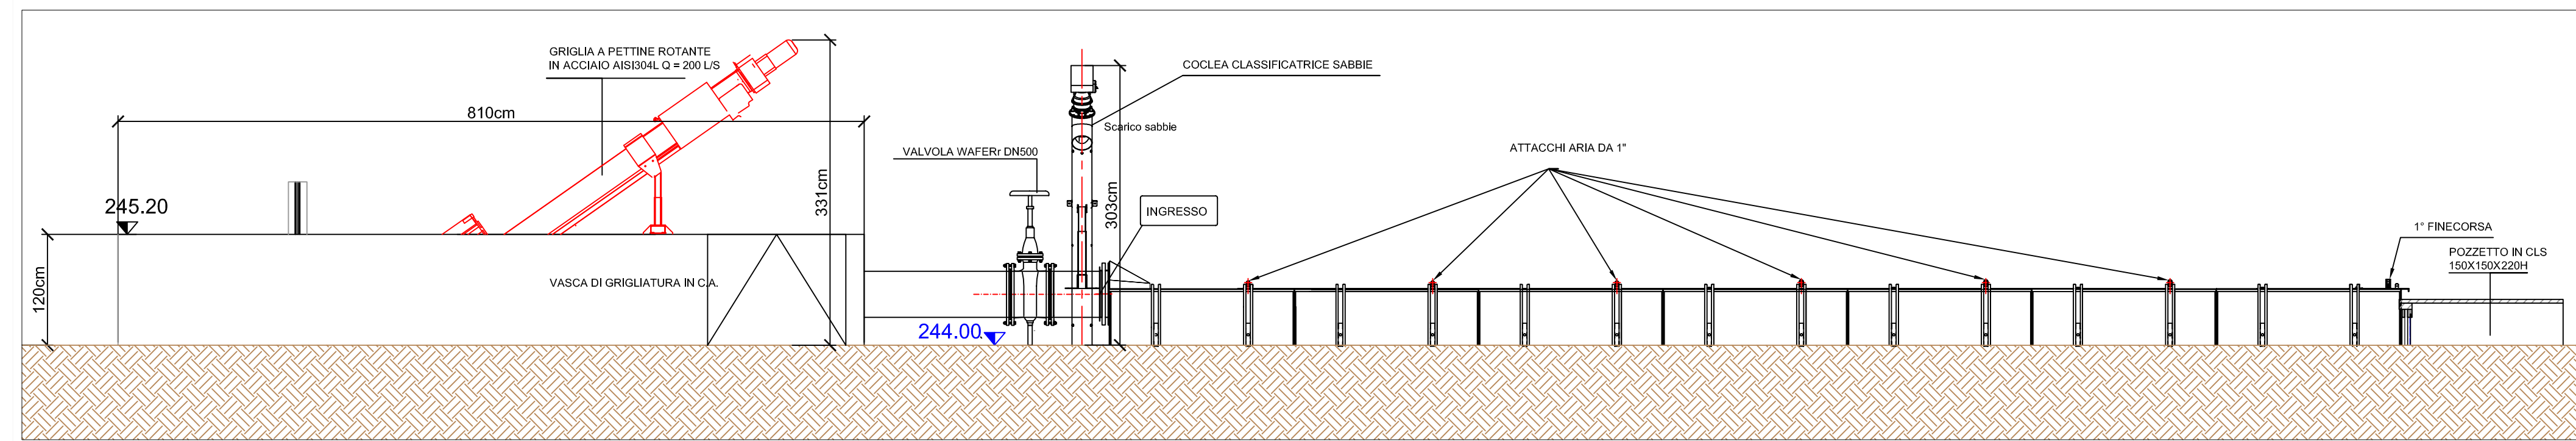 GRIGLIA A PETTINE ROTANTE
IN ACCIAIO AISI304L Q = 200 L/S
810cm
245.20
120cm
VASCA DI GRIGLIATURA IN C.A.
331cm
VALVOLA WAFERr DN500
244.00
COCLEA CLASSIFICATRICE SABBIE
Scarico sabbie
303cm
INGRESSO
ATTACCHI ARIA DA 1"
1° FINECORSA
POZZETTO IN CLS
150X150X220H